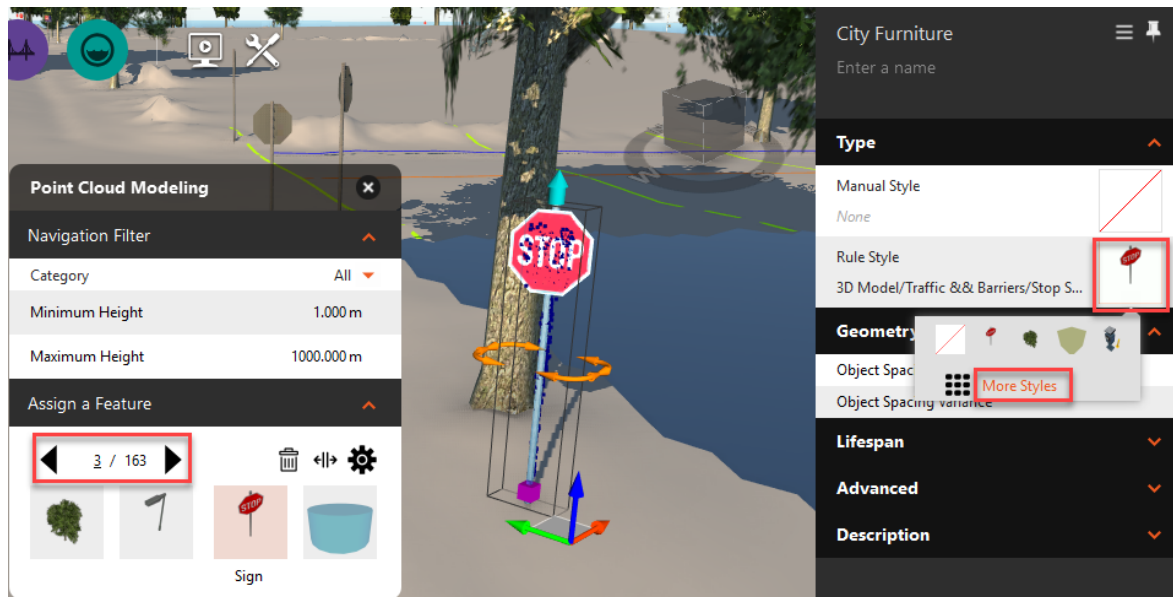 Point Cloud Modeling
Navigation Filter
Category All
Minimum Height 1.000 m
Maximum Height 1000.000 m
Assign a Feature
3 / 163
STOP
Sign
W
STOP
City Furniture
Enter a name
Type
Manual Style
None
Rule Style
STOP
3D Model/Traffic && Barriers/Stop S...
Geometry
Object Spac
More Styles
Object Spacing Variance
Lifespan
Advanced
Description